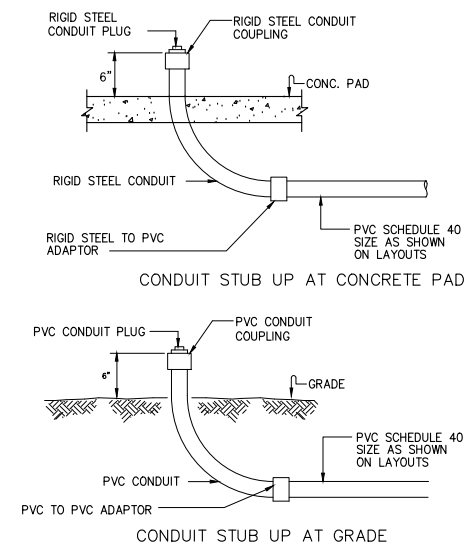 RIGID STEEL
CONDUIT PLUG
RIGID STEEL CONDUIT
COUPLING
6"
CONC. PAD
RIGID STEEL CONDUIT
RIGID STEEL TO PVC
ADAPTOR
PVC SCHEDULE 40
SIZE AS SHOWN
ON LAYOUTS
CONDUIT STUB UP AT CONCRETE PAD
PVC CONDUIT PLUG
PVC CONDUIT
COUPLING
6"
GRADE
PVC SCHEDULE 40
SIZE AS SHOWN
ON LAYOUTS
PVC CONDUIT
PVC TO PVC ADAPTOR
CONDUIT STUB UP AT GRADE